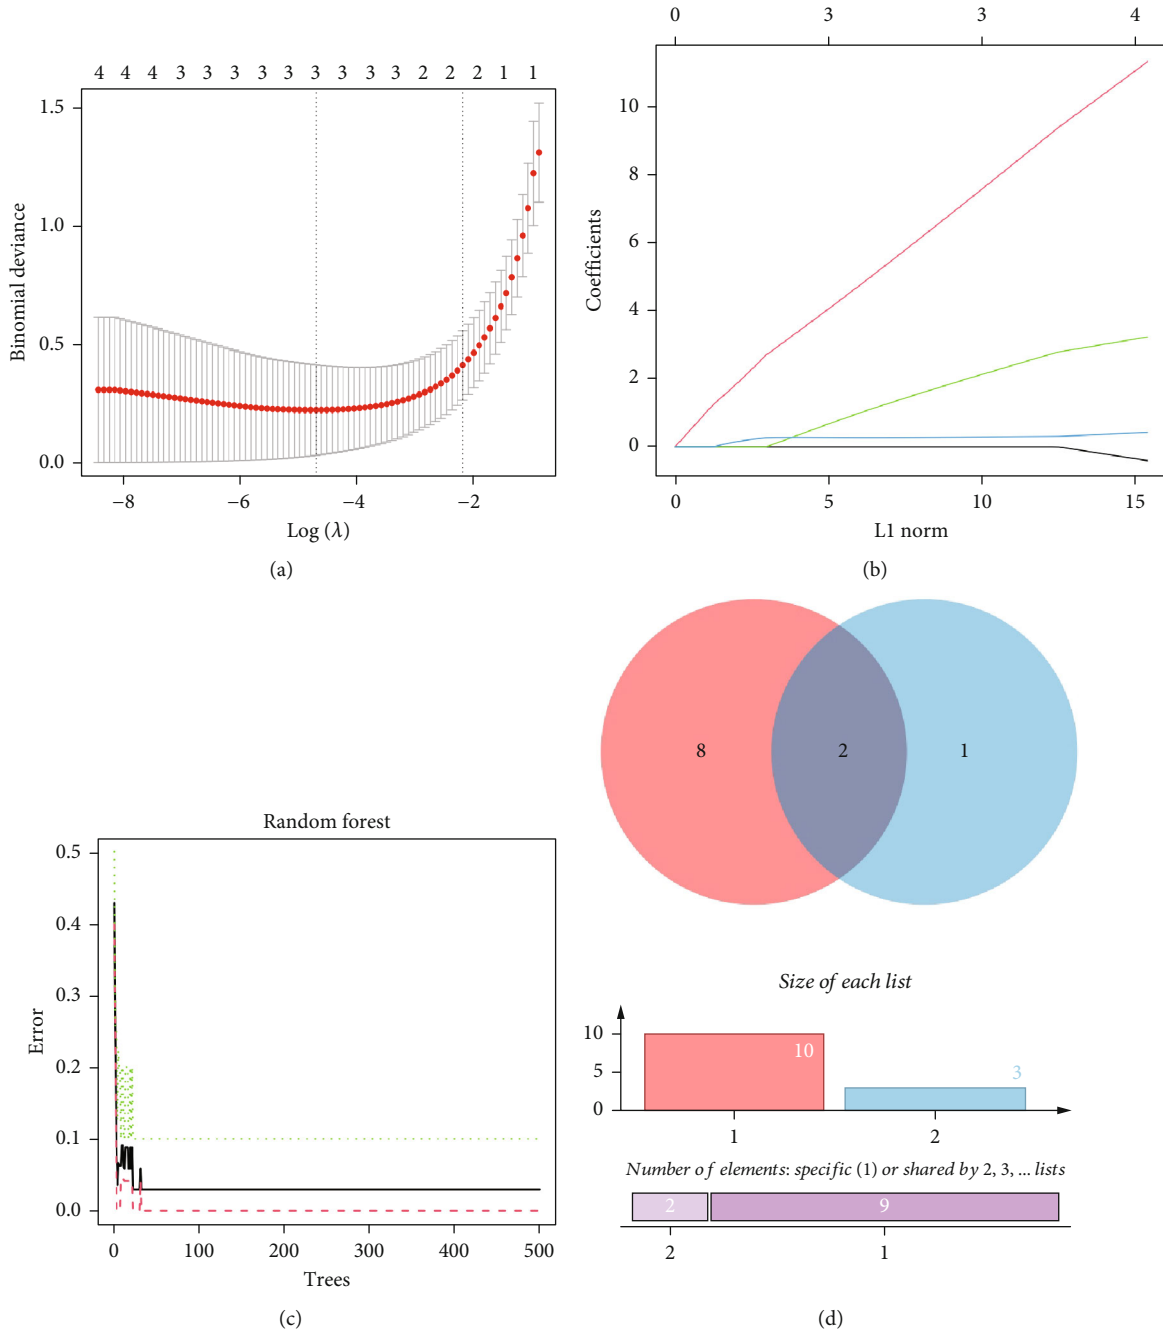 4 4 4 3 3 3 3 3 3 3 3 3 2 2 2 1 1
1.5
1.0
0.5
0.0
Binomial deviance
−8 −6 −4 −2
Log (λ)
(a)
0 3 3 4
10
8
6
4
2
0
Coefficients
0 5 10 15
L1 norm
(b)
Random forest
0.5
0.4
0.3
0.2
0.1
0.0
Error
0 100 200 300 400 500
Trees
(c)
8 2 1
Size of each list
10
5
0
10
3
1 2
Number of elements: specific (1) or shared by 2, 3, ... lists
2 9
2 1
(d)